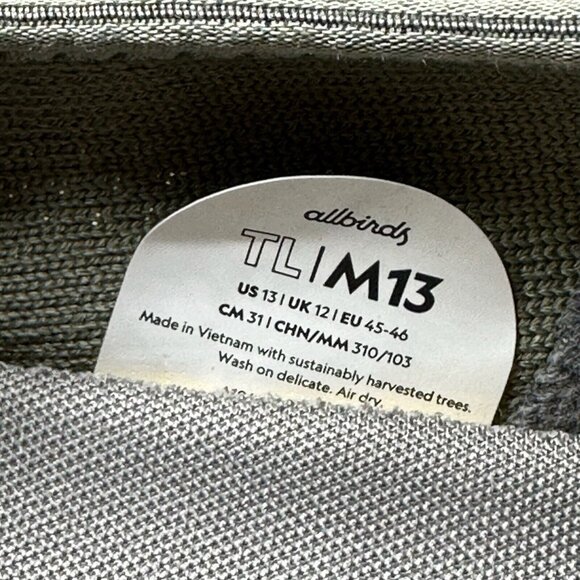 allbirds
TL | M13
US 13 | UK 12 | EU 45-46
CM 31 | CHN/MM 310/103
Made in Vietnam with sustainably harvested trees.
Wash on delicate. Air dry.